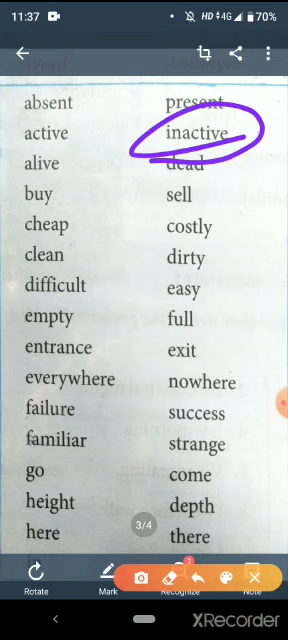 11:37 HD 4G 70%
absent present
active inactive
alive dead
buy sell
cheap costly
clean dirty
difficult easy
empty full
entrance exit
everywhere nowhere
failure success
familiar strange
go come
height depth
here there
3/4
2
Rotate Mark Recognize Note
XRecorder